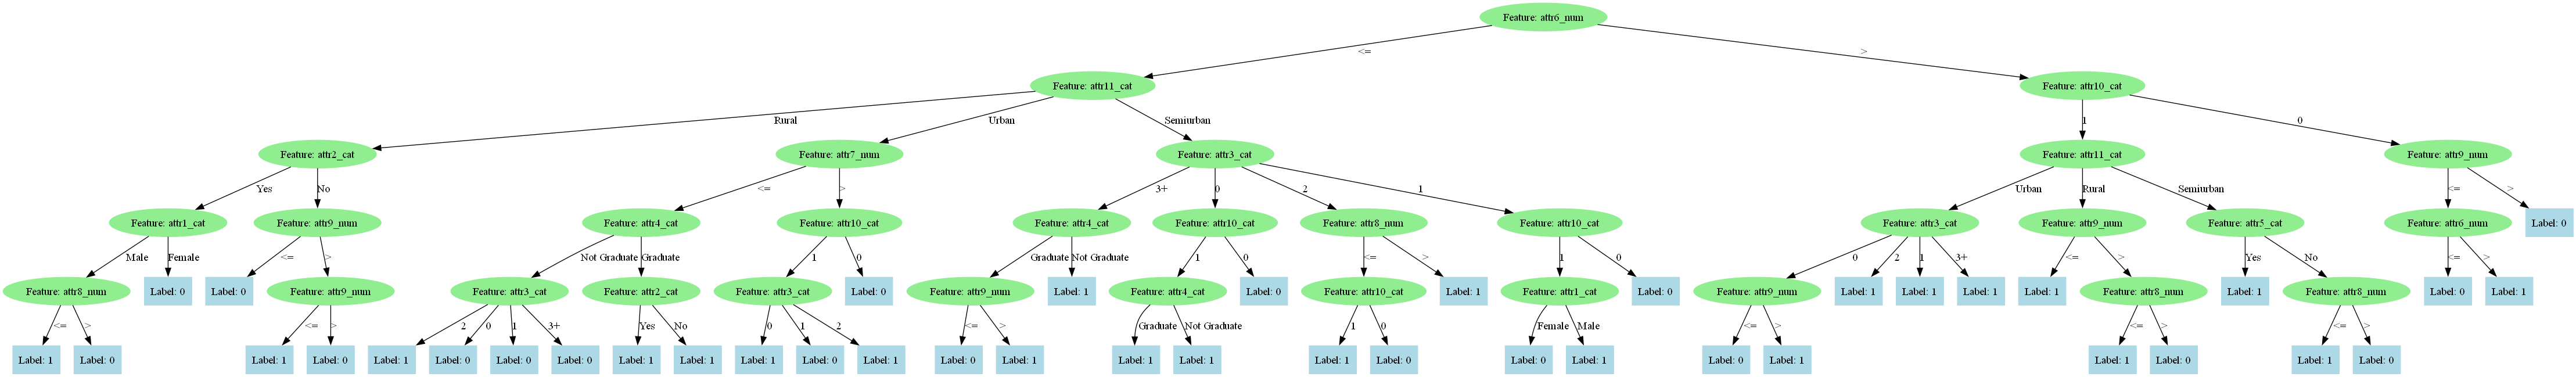 Feature: attr6_num
<=
>
Feature: attr11_cat
Feature: attr10_cat
Rural
Urban
Semiurban
1
0
Feature: attr2_cat
Feature: attr7_num
Feature: attr3_cat
Feature: attr11_cat
Feature: attr9_num
Yes
No
<=
>
3+
0
2
1
Urban
Rural
Semiurban
<=
>
Feature: attr1_cat
Feature: attr9_num
Feature: attr4_cat
Feature: attr10_cat
Feature: attr4_cat
Feature: attr10_cat
Feature: attr8_num
Feature: attr10_cat
Feature: attr3_cat
Feature: attr9_num
Feature: attr5_cat
Feature: attr6_num
Label: 0
Male
Female
<=
>
Not Graduate
Graduate
1
0
Graduate
Not Graduate
1
0
<=
>
1
0
0
2
1
3+
<=
>
Yes
No
<=
>
Feature: attr8_num
Label: 0
Label: 0
Feature: attr9_num
Feature: attr3_cat
Feature: attr2_cat
Feature: attr3_cat
Label: 0
Feature: attr9_num
Label: 1
Feature: attr4_cat
Label: 0
Feature: attr10_cat
Label: 1
Feature: attr1_cat
Label: 0
Feature: attr9_num
Label: 1
Label: 1
Label: 1
Label: 1
Feature: attr8_num
Label: 1
Feature: attr8_num
Label: 0
Label: 1
<=
>
<=
>
2
0
1
3+
Yes
No
0
1
2
<=
>
Graduate
Not Graduate
1
0
Female
Male
<=
>
<=
>
<=
>
Label: 1
Label: 0
Label: 1
Label: 0
Label: 1
Label: 0
Label: 0
Label: 0
Label: 1
Label: 1
Label: 1
Label: 0
Label: 1
Label: 0
Label: 1
Label: 1
Label: 1
Label: 1
Label: 0
Label: 0
Label: 1
Label: 0
Label: 1
Label: 1
Label: 0
Label: 1
Label: 0